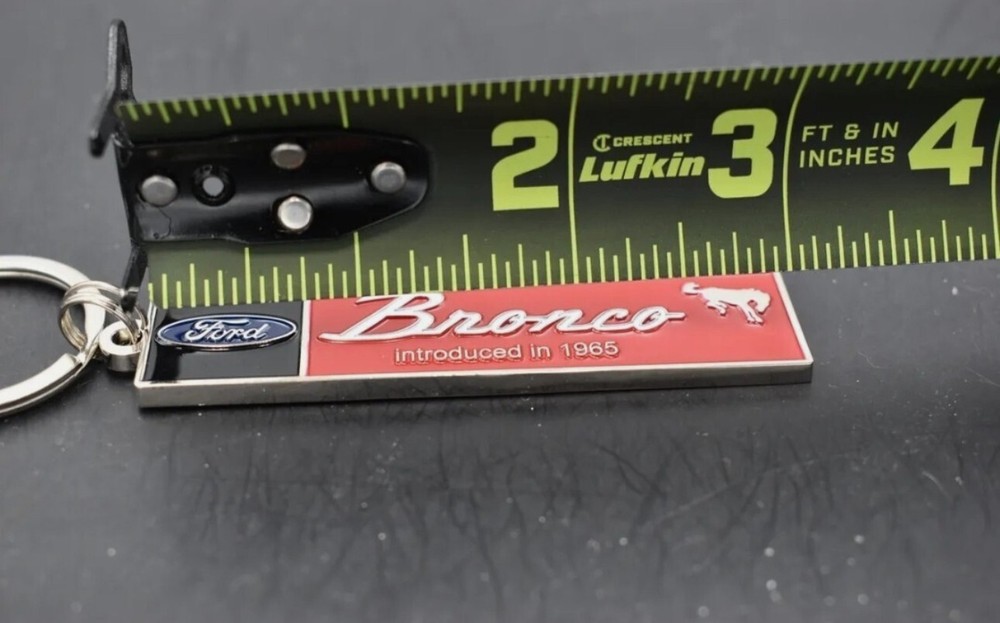 2
CRESCENT
Lufkin
3
FT & IN
INCHES
4
Ford
Bronco
introduced in 1965